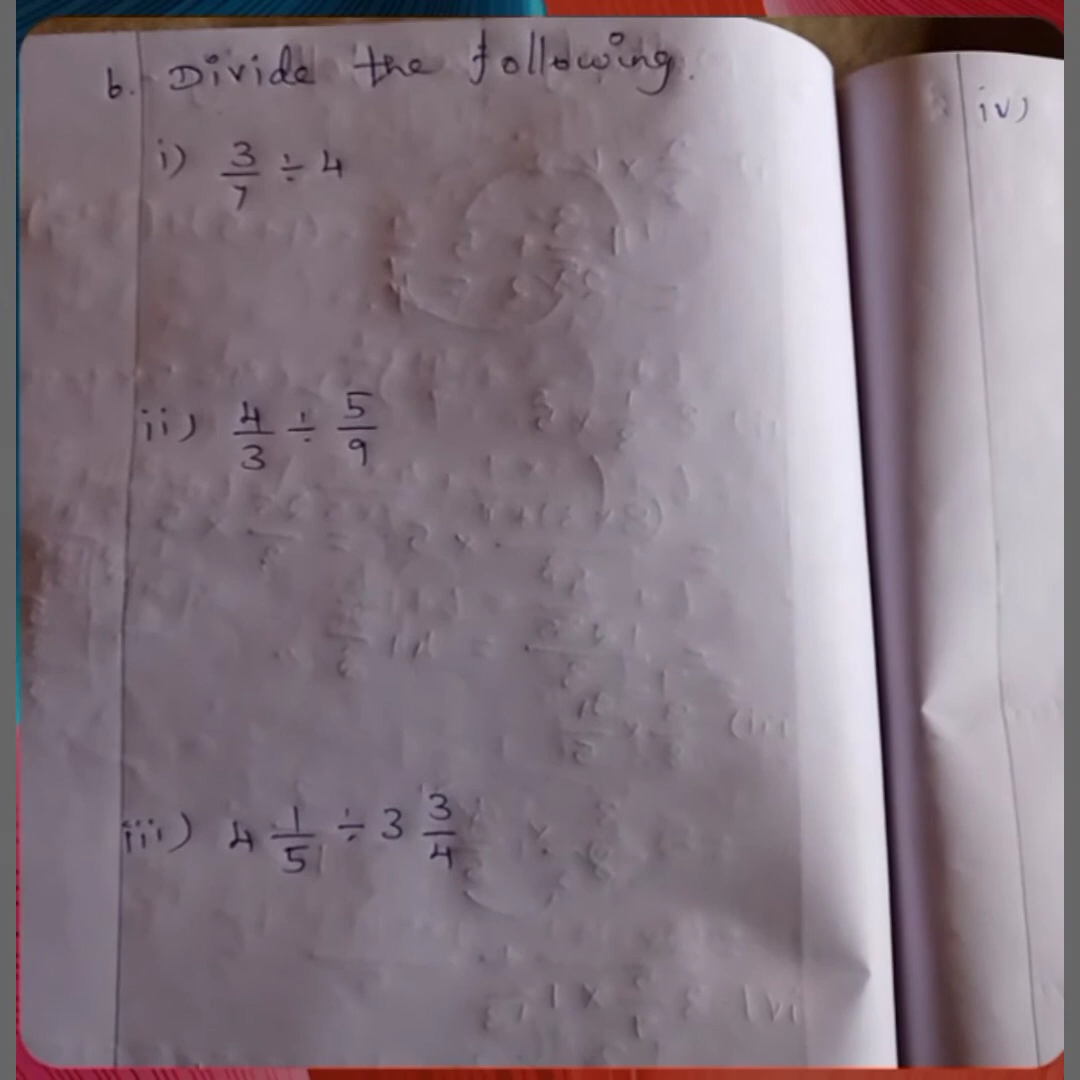 6. Divide the following.
i) 3/7 ÷ 4
ii) 4/3 ÷ 5/9
iii) 4 1/5 ÷ 3 3/4
iv)